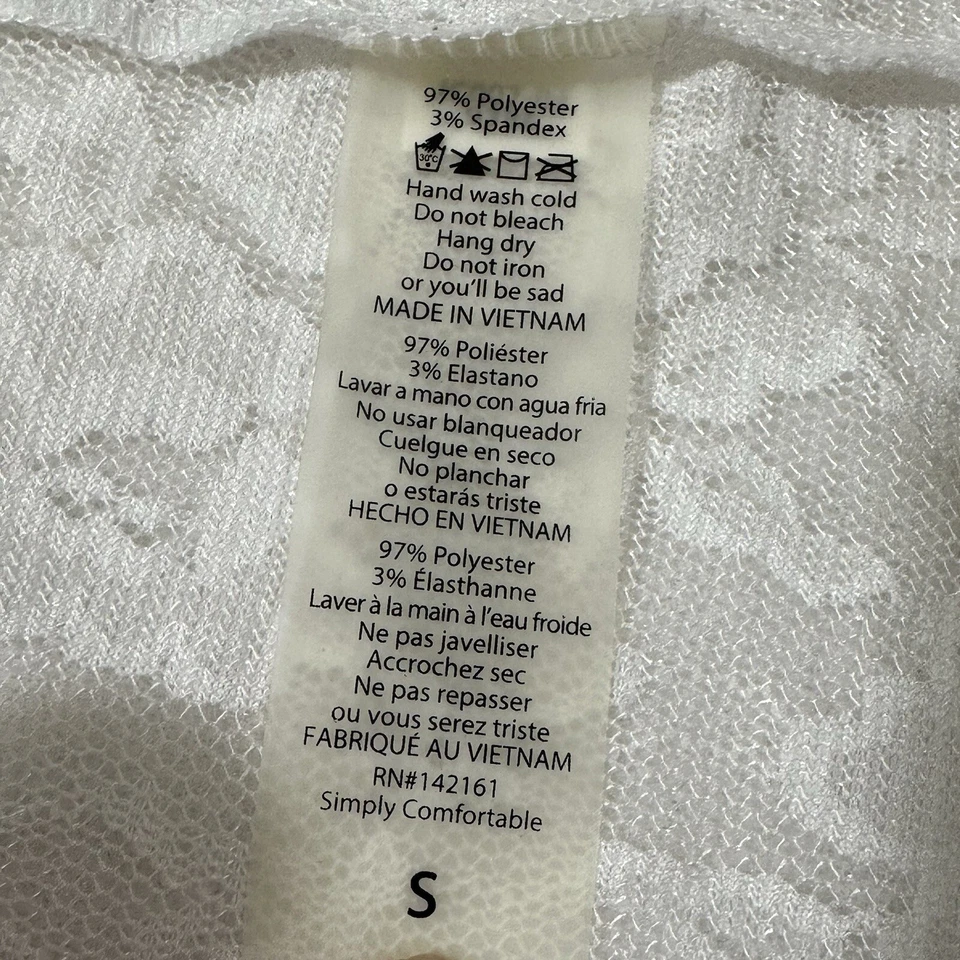 97% Polyester
3% Spandex
30°C
Hand wash cold
Do not bleach
Hang dry
Do not iron
or you'll be sad
MADE IN VIETNAM
97% Poliéster
3% Elastano
Lavar a mano con agua fria
No usar blanqueador
Cuelgue en seco
No planchar
o estarás triste
HECHO EN VIETNAM
97% Polyester
3% Élasthanne
Laver à la main à l'eau froide
Ne pas javelliser
Accrochez sec
Ne pas repasser
ou vous serez triste
FABRIQUÉ AU VIETNAM
RN#142161
Simply Comfortable
S